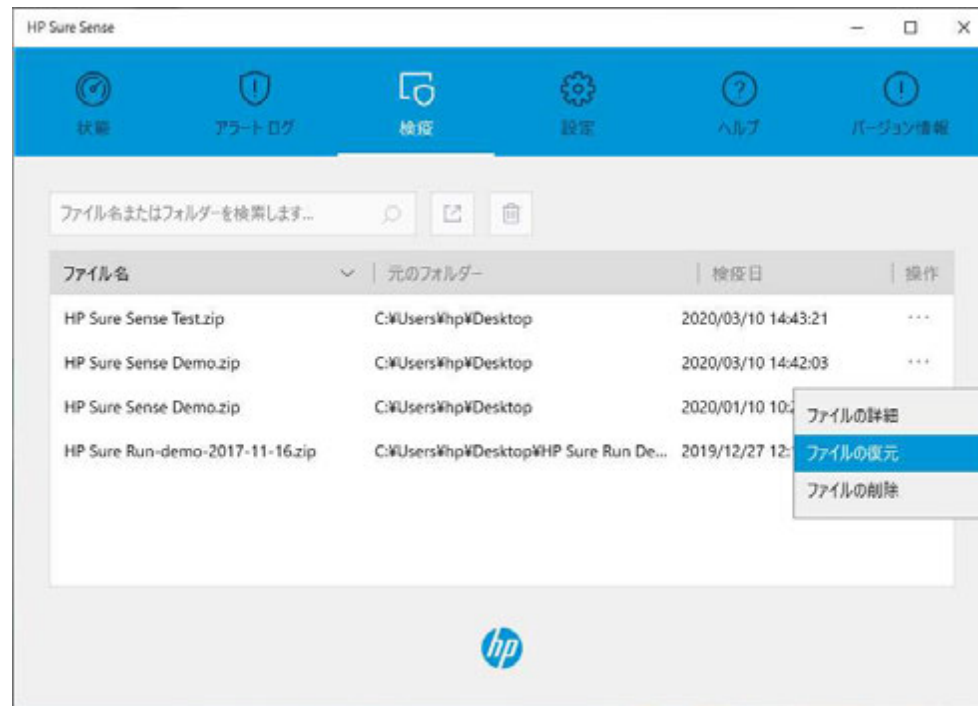 HP Sure Sense
状態 アラート ログ 検疫 設定 ヘルプ バージョン情報
ファイル名またはフォルダーを検索します...
ファイル名 元のフォルダー 検疫日 操作
HP Sure Sense Test.zip C:¥Users¥hp¥Desktop 2020/03/10 14:43:21 ...
HP Sure Sense Demo.zip C:¥Users¥hp¥Desktop 2020/03/10 14:42:03 ...
HP Sure Sense Demo.zip C:¥Users¥hp¥Desktop 2020/01/10 10:
ファイルの詳細
HP Sure Run-demo-2017-11-16.zip C:¥Users¥hp¥Desktop¥HP Sure Run De... 2019/12/27 12:
ファイルの復元
ファイルの削除
hp